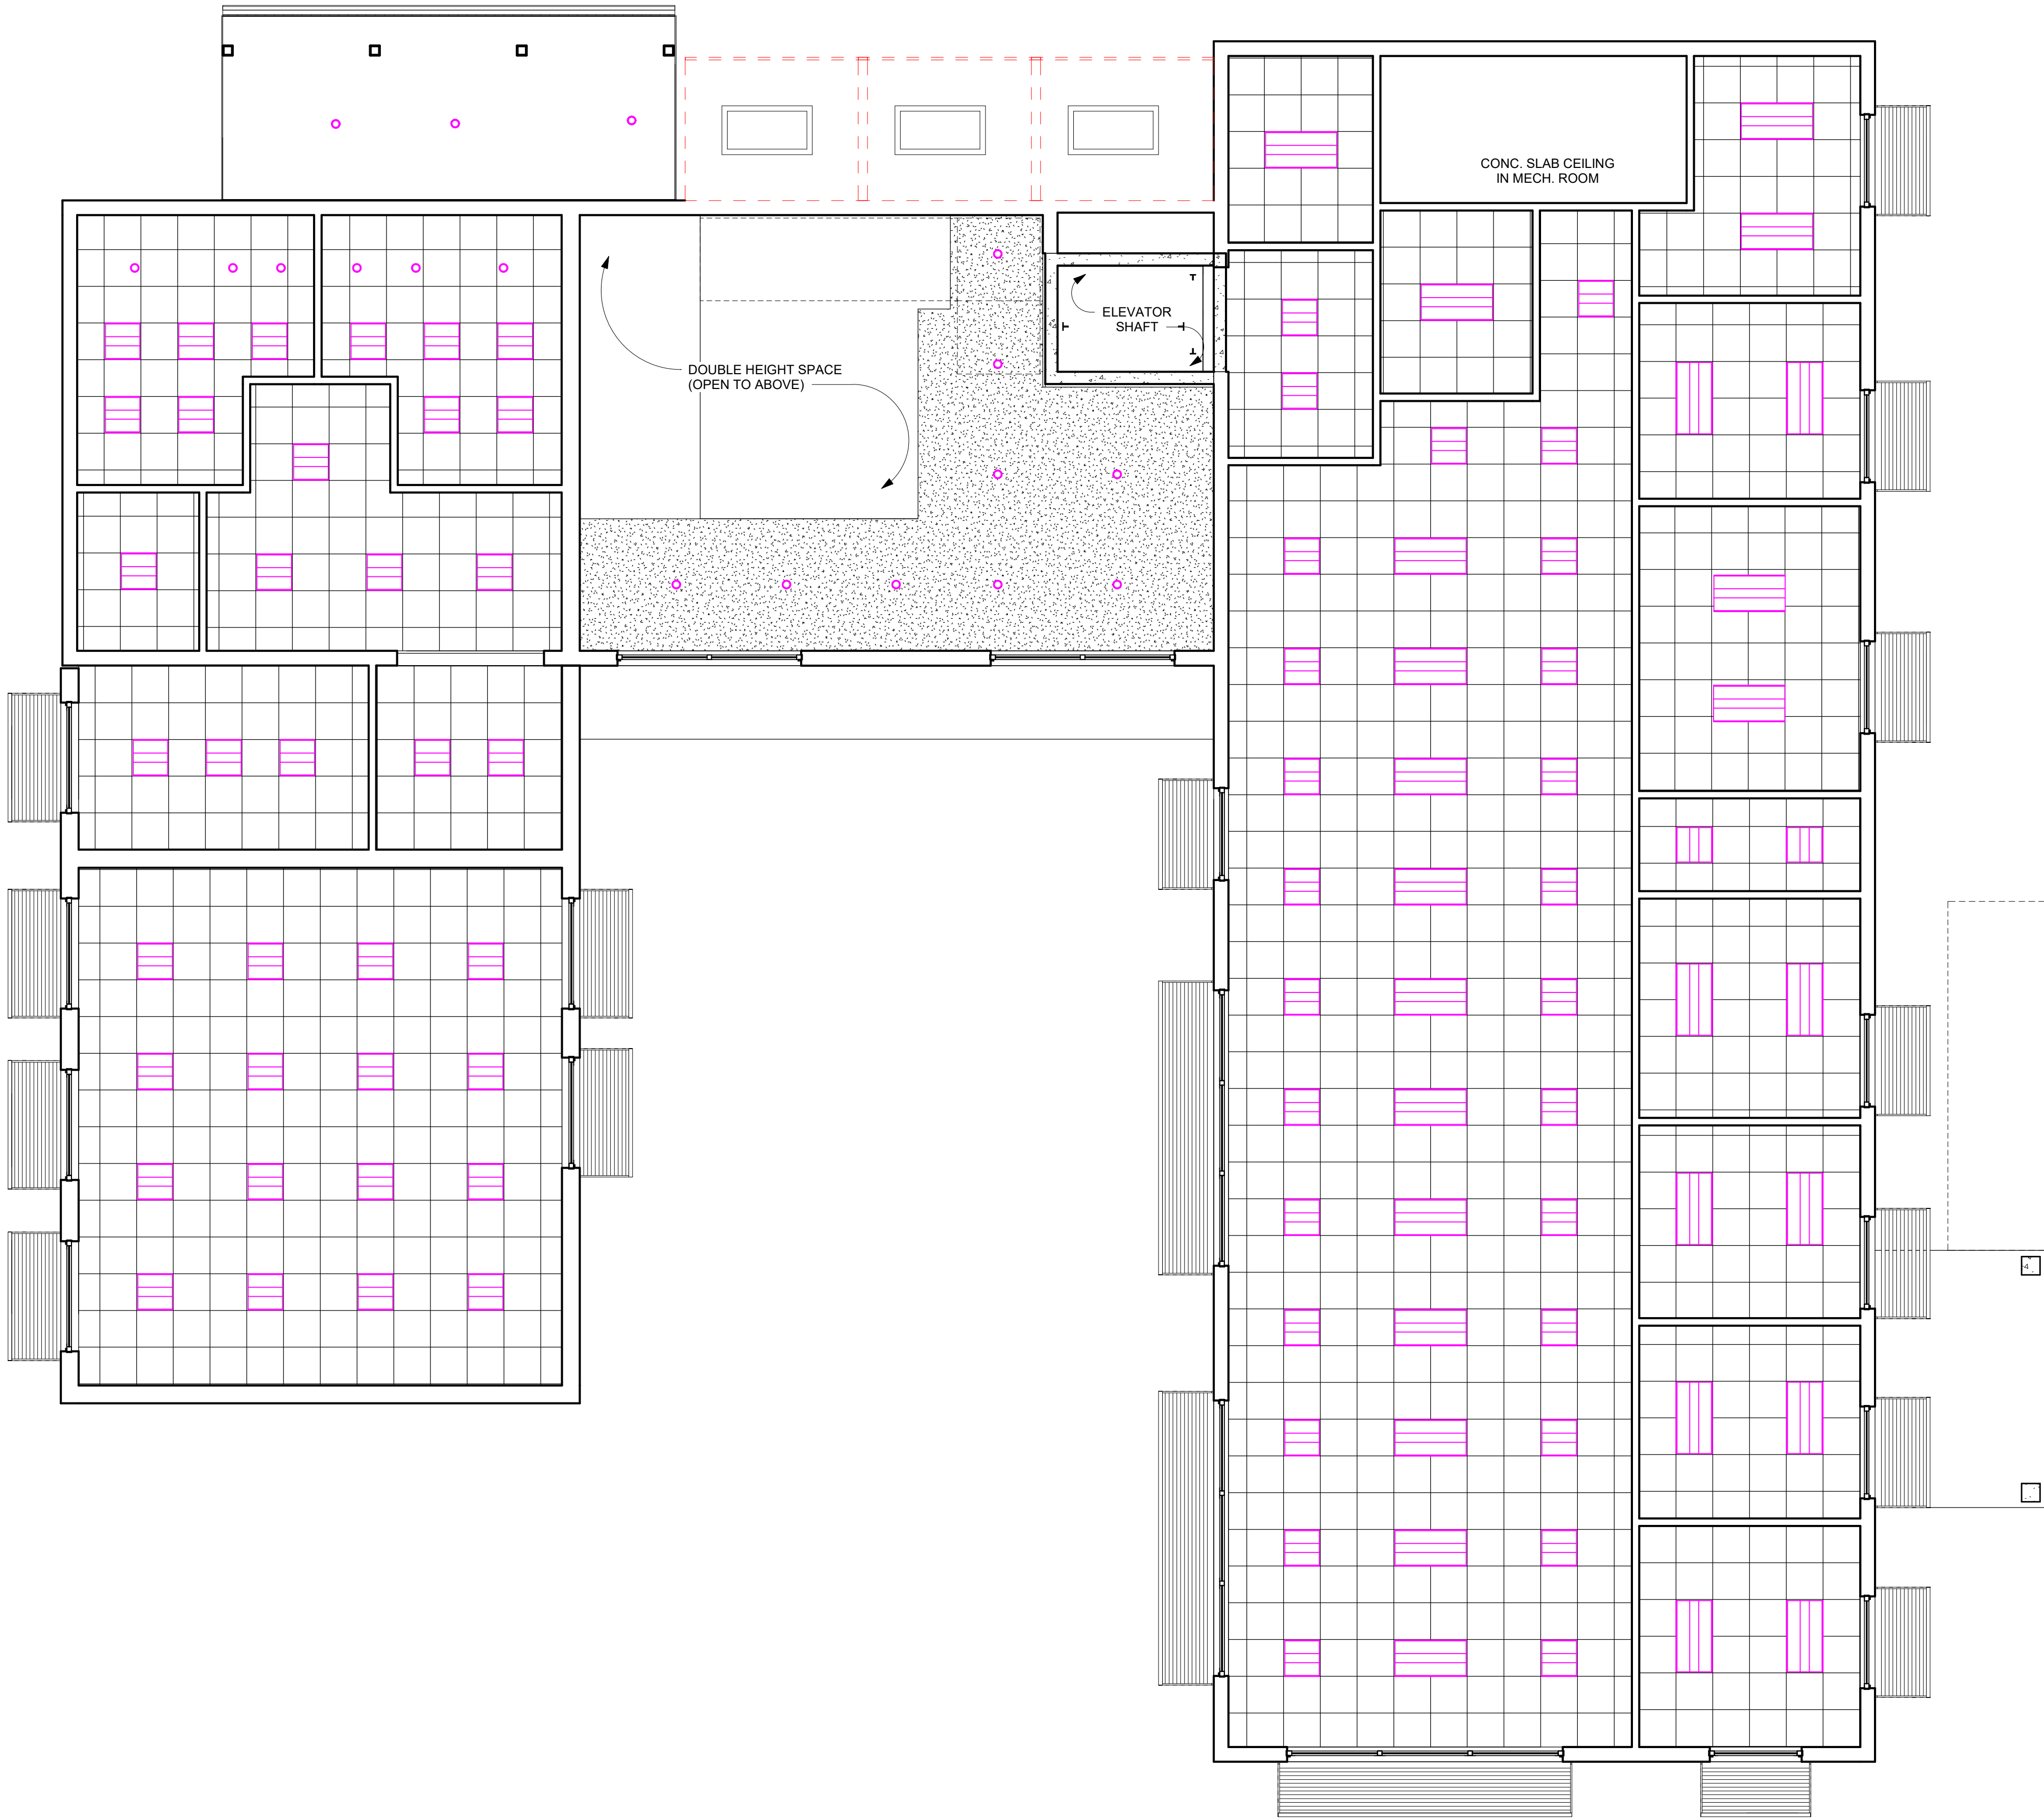 CONC. SLAB CEILING
IN MECH. ROOM
ELEVATOR
SHAFT
DOUBLE HEIGHT SPACE
(OPEN TO ABOVE)